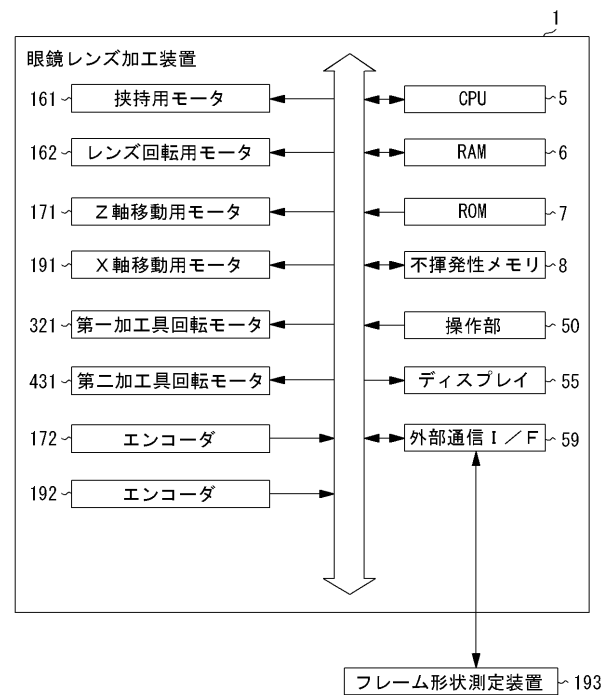 1
眼鏡レンズ加工装置
161 挟持用モータ CPU 5
162 レンズ回転用モータ RAM 6
171 Z軸移動用モータ ROM 7
191 X軸移動用モータ 不揮発性メモリ 8
321 第一加工具回転モータ 操作部 50
431 第二加工具回転モータ ディスプレイ 55
172 エンコーダ 外部通信I/F 59
192 エンコーダ
フレーム形状測定装置 193